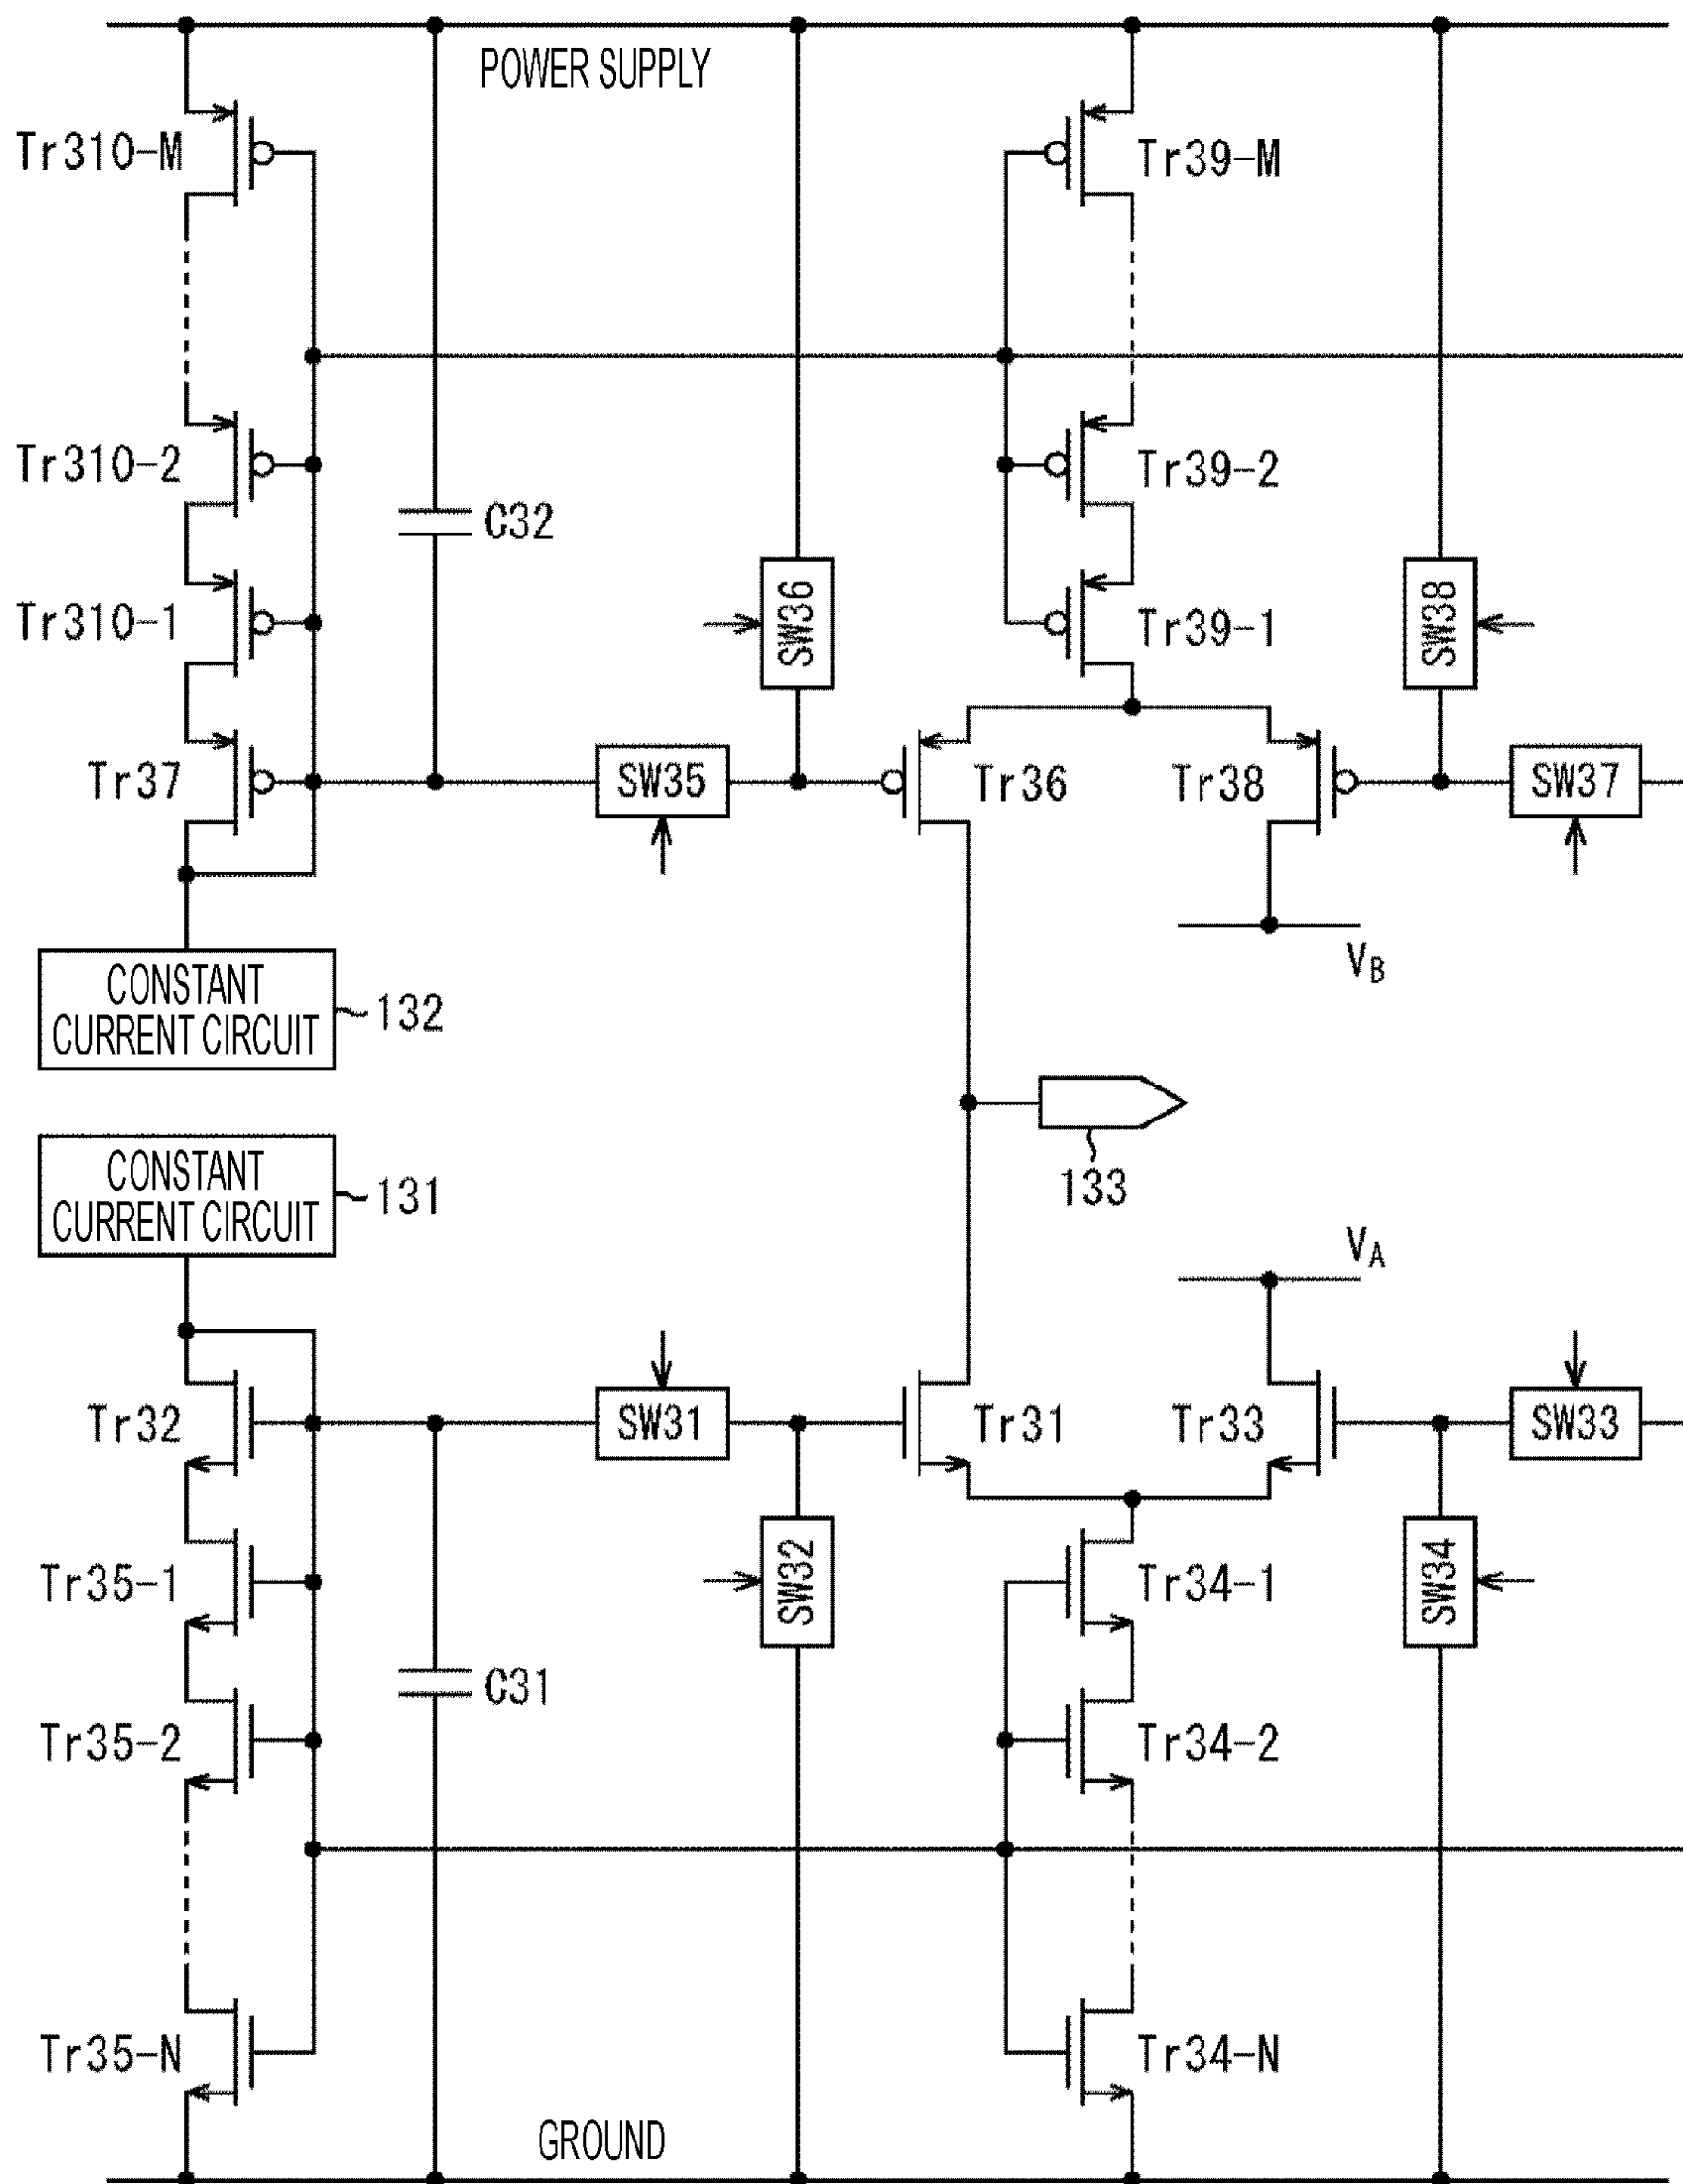 POWER SUPPLY
Tr310-M
Tr39-M
Tr310-2
Tr39-2
C32
SW36
SW38
Tr310-1
Tr39-1
Tr37
SW35
Tr36
Tr38
SW37
VB
CONSTANT
CURRENT CIRCUIT
132
CONSTANT
CURRENT CIRCUIT
131
133
VA
Tr32
SW31
Tr31
Tr33
SW33
Tr35-1
SW32
Tr34-1
SW34
C31
Tr35-2
Tr34-2
Tr35-N
Tr34-N
GROUND